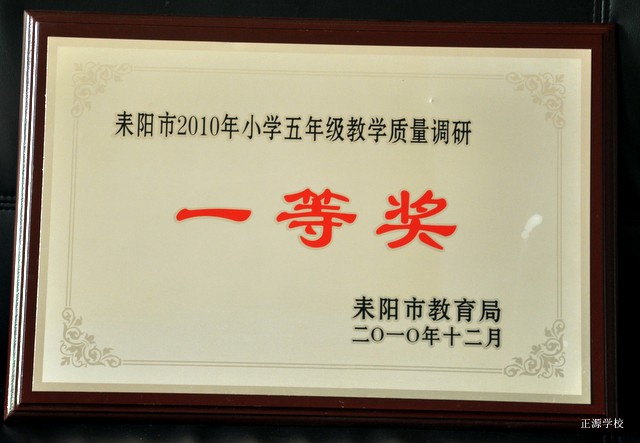 耒阳市2010年小学五年级教学质量调研
一等奖
耒阳市教育局
二O一O年十二月
正源学校